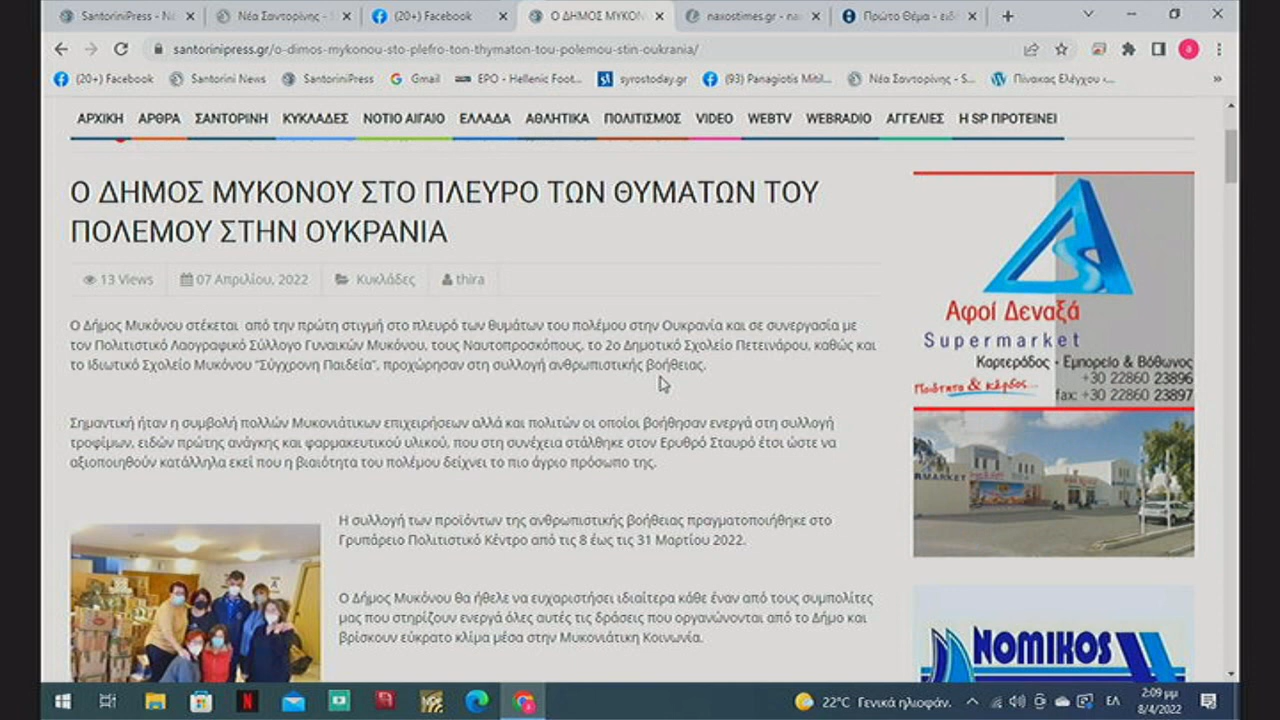 SantoriniPress - Νέ
Νέα Σαντορίνης - Σ
(20+) Facebook
Ο ΔΗΜΟΣ ΜΥΚΟΝ
naxostimes.gr - nax
Πρώτο Θέμα - ειδή
santorinipress.gr/o-dimos-mykonou-sto-plefro-ton-thymaton-tou-polemou-stin-oukrania/
(20+) Facebook
Santorini News
SantoriniPress
Gmail
EPO - Hellenic Foot...
syrostoday.gr
(93) Panagiotis Mitil...
Νέα Σαντορίνης - Σ...
Πίνακας Ελέγχου ‹...
»
ΑΡΧΙΚΗ ΑΡΘΡΑ ΣΑΝΤΟΡΙΝΗ ΚΥΚΛΑΔΕΣ ΝΟΤΙΟ ΑΙΓΑΙΟ ΕΛΛΑΔΑ ΑΘΛΗΤΙΚΑ ΠΟΛΙΤΙΣΜΟΣ VIDEO WEBTV WEBRADIO ΑΓΓΕΛΙΕΣ Η SP ΠΡΟΤΕΙΝΕΙ
Ο ΔΗΜΟΣ ΜΥΚΟΝΟΥ ΣΤΟ ΠΛΕΥΡΟ ΤΩΝ ΘΥΜΑΤΩΝ ΤΟΥ
ΠΟΛΕΜΟΥ ΣΤΗΝ ΟΥΚΡΑΝΙΑ
13 Views 07 Απριλίου, 2022 Κυκλάδες thira
Ο Δήμος Μυκόνου στέκεται από την πρώτη στιγμή στο πλευρό των θυμάτων του πολέμου στην Ουκρανία και σε συνεργασία με
τον Πολιτιστικό Λαογραφικό Σύλλογο Γυναικών Μυκόνου, τους Ναυτοπροσκόπους, το 2ο Δημοτικό Σχολείο Πετεινάρου, καθώς και
το Ιδιωτικό Σχολείο Μυκόνου “Σύγχρονη Παιδεία”, προχώρησαν στη συλλογή ανθρωπιστικής βοήθειας.
Σημαντική ήταν η συμβολή πολλών Μυκονιάτικων επιχειρήσεων αλλά και πολιτών οι οποίοι βοήθησαν ενεργά στη συλλογή
τροφίμων, ειδών πρώτης ανάγκης και φαρμακευτικού υλικού, που στη συνέχεια στάλθηκε στον Ερυθρό Σταυρό έτσι ώστε να
αξιοποιηθούν κατάλληλα εκεί που η βιαιότητα του πολέμου δείχνει το πιο άγριο πρόσωπο της.
Η συλλογή των προϊόντων της ανθρωπιστικής βοήθειας πραγματοποιήθηκε στο
Γρυπάρειο Πολιτιστικό Κέντρο από τις 8 έως τις 31 Μαρτίου 2022.
Ο Δήμος Μυκόνου θα ήθελε να ευχαριστήσει ιδιαίτερα κάθε έναν από τους συμπολίτες
μας που στηρίζουν ενεργά όλες αυτές τις δράσεις που οργανώνονται από το Δήμο και
βρίσκουν εύκρατο κλίμα μέσα στην Μυκονιάτικη Κοινωνία.
Αφοί Δεναξά
Supermarket
Καρτεράδος - Εμπορείο & Βόθωνος
+30 22860 23896
Ποιότητα & κέρδος...
fax: +30 22860 23897
NOMIKOS
22°C Γενικά ηλιοφάν.
ΕΛ
2:09 μμ
8/4/2022